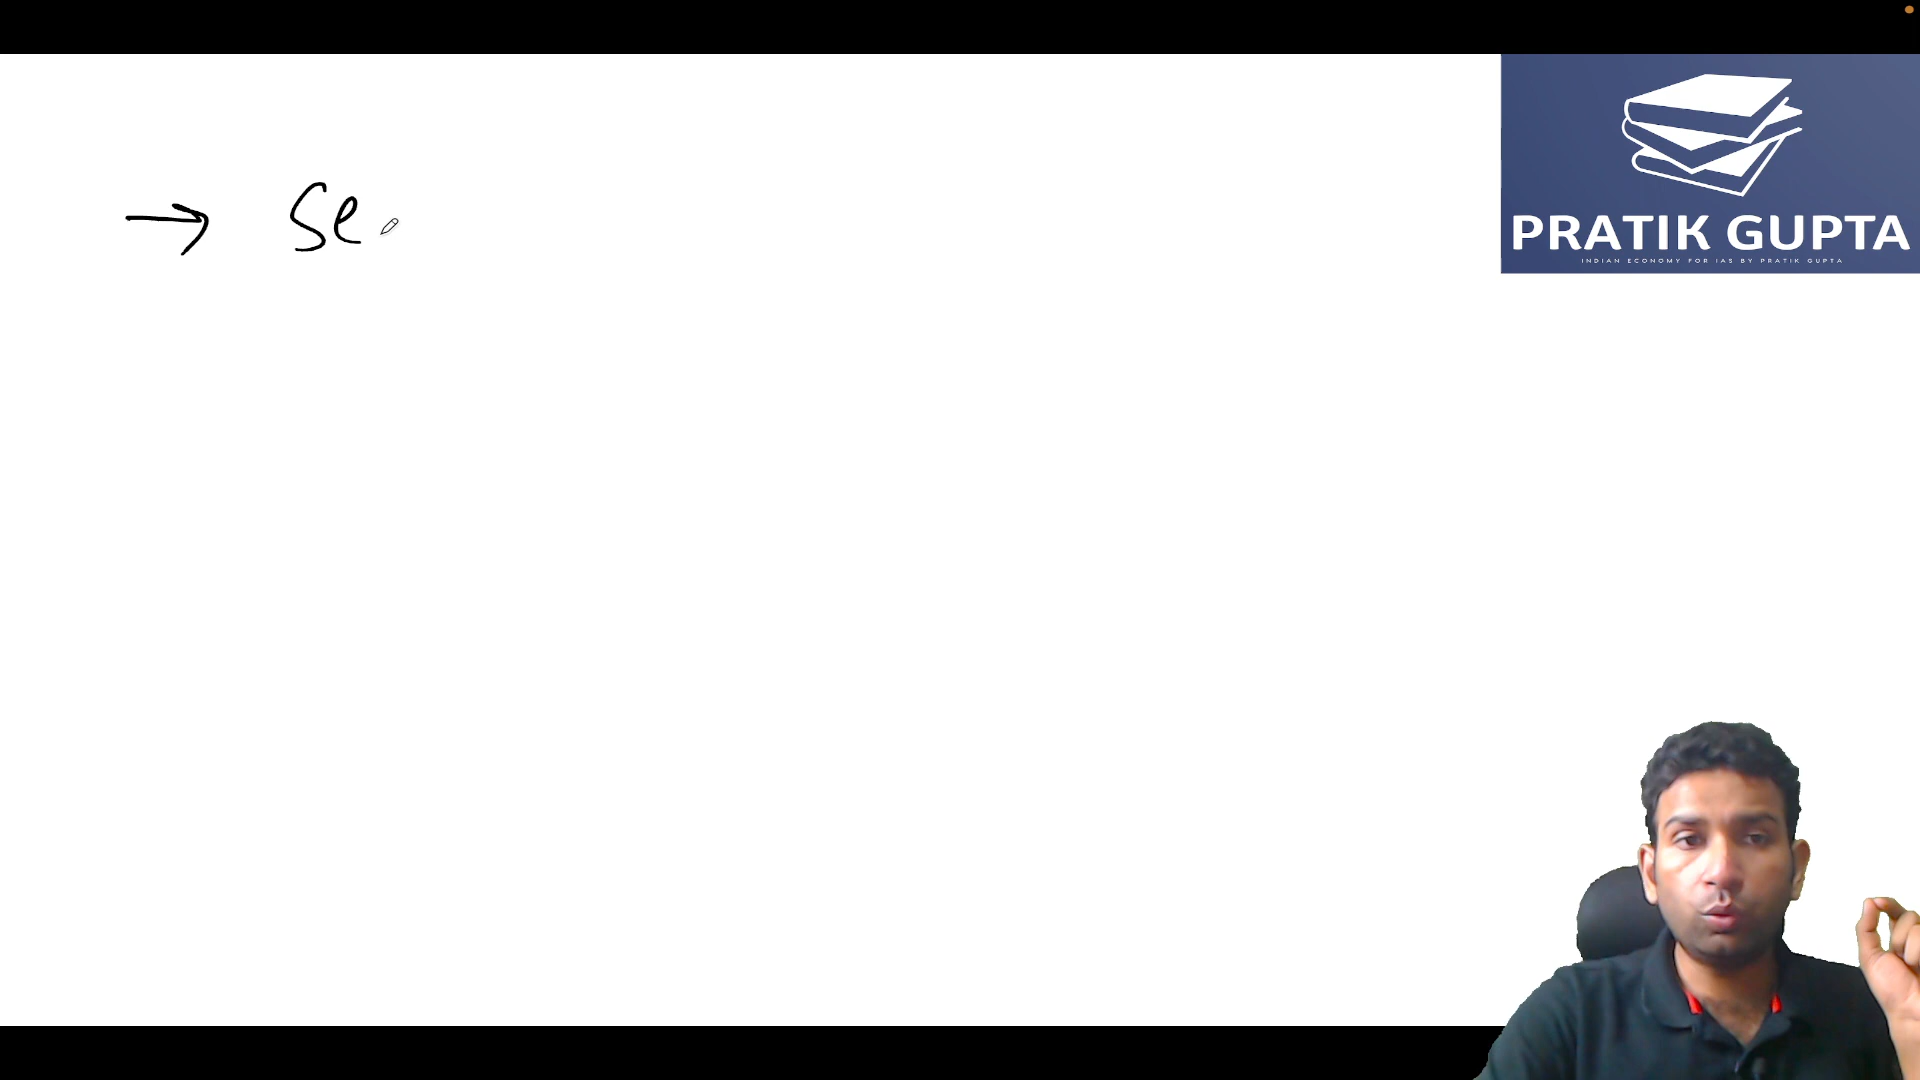 PRATIK GUPTA
INDIAN ECONOMY FOR IAS BY PRATIK GUPTA
→ Se